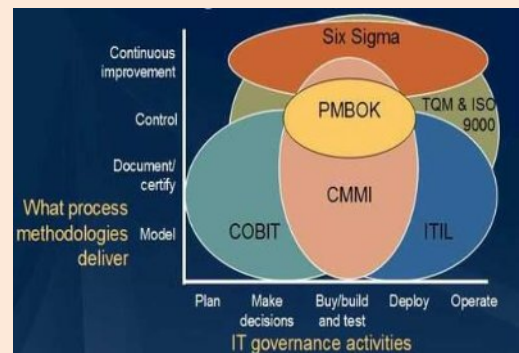 Six Sigma
Continuous
improvement
TQM & ISO
9000
PMBOK
Control
Document/
certify
CMMI
What process
methodologies
deliver
Model
COBIT
ITIL
Plan
Make
decisions
Buy/build
and test
Deploy
Operate
IT governance activities